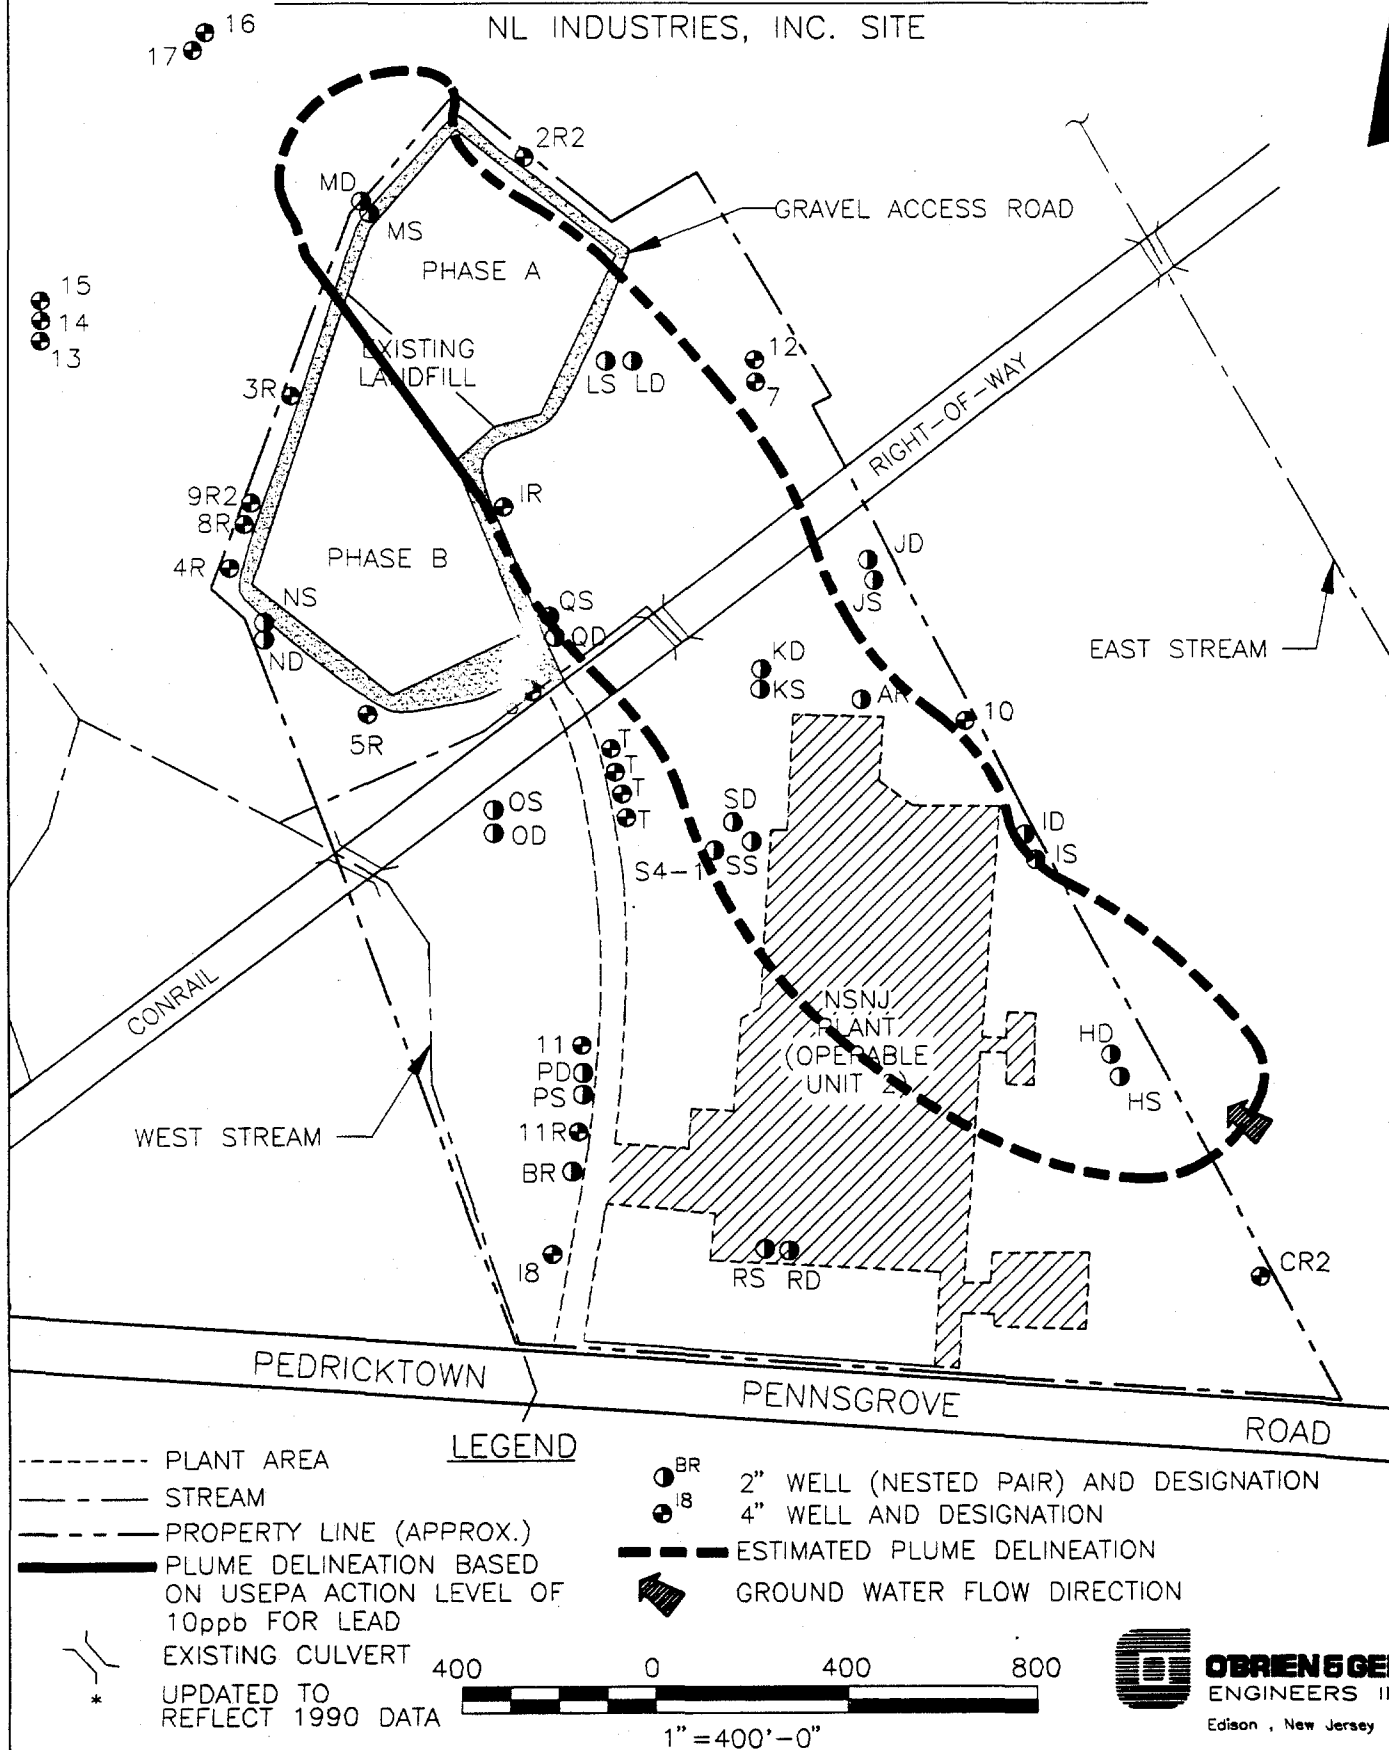 NL INDUSTRIES, INC. SITE
16
17
2R2
MD
MS
GRAVEL ACCESS ROAD
PHASE A
15
14
13
EXISTING
LANDFILL
LS LD
12
7
3R
RIGHT-OF-WAY
9R2
8R
IR
4R
PHASE B
JD
JS
NS
ND
QS
QD
EAST STREAM
KD
KS
AR
10
5R
T
T
T
T
OS
OD
SD
SS
S4-1
ID
IS
CONRAIL
NSNJ
PLANT
(OPERABLE
UNIT 2)
11
PD
PS
11R
BR
HD
HS
WEST STREAM
I8
RS RD
CR2
PEDRICKTOWN
PENNSGROVE
ROAD
LEGEND
PLANT AREA
STREAM
PROPERTY LINE (APPROX.)
PLUME DELINEATION BASED
ON USEPA ACTION LEVEL OF
10ppb FOR LEAD
EXISTING CULVERT
* UPDATED TO
REFLECT 1990 DATA
BR 2" WELL (NESTED PAIR) AND DESIGNATION
I8 4" WELL AND DESIGNATION
ESTIMATED PLUME DELINEATION
GROUND WATER FLOW DIRECTION
400 0 400 800
1"=400'-0"
O'BRIEN & GE
ENGINEERS
Edison , New Jersey